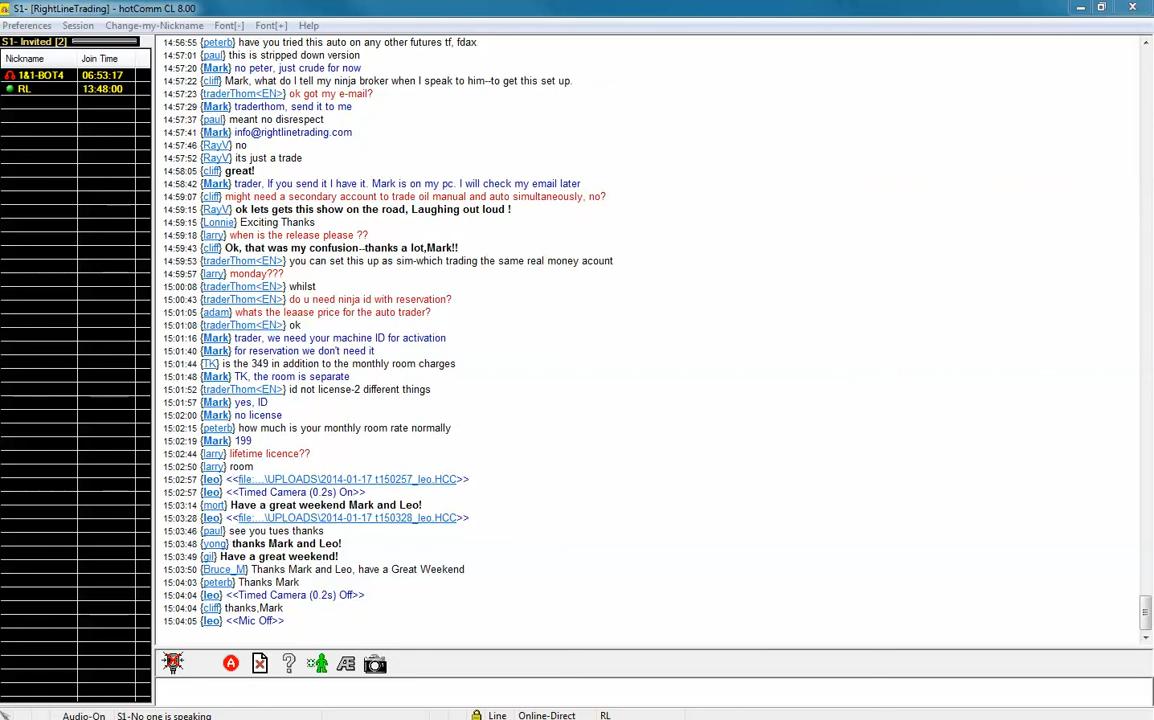 S1- [RightLineTrading] - hotComm CL 8.00
Preferences Session Change-my-Nickname Font[-] Font[+] Help
S1- Invited [2]
Nickname Join Time
1&1-BOT4 06:53:17
RL 13:48:00
14:56:55 {peterb} have you tried this auto on any other futures tf, fdax
14:57:01 {paul} this is stripped down version
14:57:20 {Mark} no peter, just crude for now
14:57:22 {cliff} Mark, what do I tell my ninja broker when I speak to him--to get this set up.
14:57:23 {traderThom<EN>} ok got my e-mail?
14:57:29 {Mark} traderthom, send it to me
14:57:37 {paul} meant no disrespect
14:57:41 {Mark} info@rightlinetrading.com
14:57:46 {RayV} no
14:57:52 {RayV} its just a trade
14:58:05 {cliff} great!
14:58:42 {Mark} trader, If you send it I have it. Mark is on my pc. I will check my email later
14:59:07 {cliff} might need a secondary account to trade oil manual and auto simultaneously, no?
14:59:15 {RayV} ok lets gets this show on the road, Laughing out loud !
14:59:15 {Lonnie} Exciting Thanks
14:59:18 {larry} when is the release please ??
14:59:43 {cliff} Ok, that was my confusion--thanks a lot,Mark!!
14:59:53 {traderThom<EN>} you can set this up as sim-which trading the same real money acount
14:59:57 {larry} monday???
15:00:08 {traderThom<EN>} whilst
15:00:43 {traderThom<EN>} do u need ninja id with reservation?
15:01:05 {adam} whats the leaase price for the auto trader?
15:01:08 {traderThom<EN>} ok
15:01:16 {Mark} trader, we need your machine ID for activation
15:01:40 {Mark} for reservation we don't need it
15:01:44 {TK} is the 349 in addition to the monthly room charges
15:01:48 {Mark} TK, the room is separate
15:01:52 {traderThom<EN>} id not license-2 different things
15:01:57 {Mark} yes, ID
15:02:00 {Mark} no license
15:02:15 {peterb} how much is your monthly room rate normally
15:02:19 {Mark} 199
15:02:44 {larry} lifetime licence??
15:02:50 {larry} room
15:02:57 {leo} <<file:...\UPLOADS\2014-01-17 t150257_leo.HCC>>
15:02:57 {leo} <<Timed Camera (0.2s) On>>
15:03:14 {mort} Have a great weekend Mark and Leo!
15:03:28 {leo} <<file:...\UPLOADS\2014-01-17 t150328_leo.HCC>>
15:03:46 {paul} see you tues thanks
15:03:48 {yong} thanks Mark and Leo!
15:03:49 {gil} Have a great weekend!
15:03:50 {Bruce_M} Thanks Mark and Leo, have a Great Weekend
15:04:03 {peterb} Thanks Mark
15:04:04 {leo} <<Timed Camera (0.2s) Off>>
15:04:04 {cliff} thanks,Mark
15:04:05 {leo} <<Mic Off>>
A ? Æ
Audio-On S1-No one is speaking Line Online-Direct RL